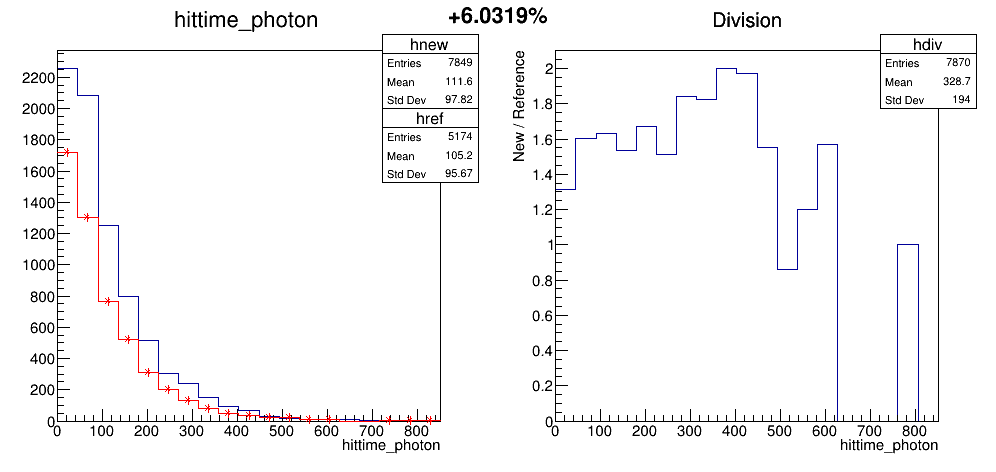 +6.0319%
hittime_photon
hnew
Entries 7849
Mean 111.6
Std Dev 97.82
href
Entries 5174
Mean 105.2
Std Dev 95.67
2200
2000
1800
1600
1400
1200
1000
800
600
400
200
0
0 100 200 300 400 500 600 700 800
hittime_photon
Division
hdiv
Entries 7870
Mean 328.7
Std Dev 194
New / Reference
2
1.8
1.6
1.4
1.2
1
0.8
0.6
0.4
0.2
0
0 100 200 300 400 500 600 700 800
hittime_photon